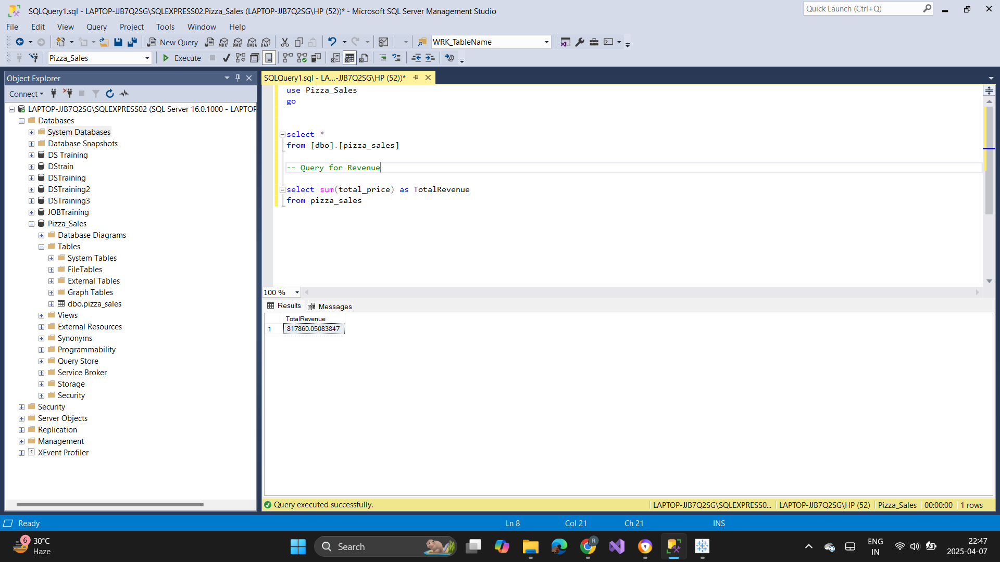 SQLQuery1.sql - LAPTOP-JJB7Q2SG\SQLEXPRESS02.Pizza_Sales (LAPTOP-JJB7Q2SG\HP (52))* - Microsoft SQL Server Management Studio
Quick Launch (Ctrl+Q)
File Edit View Query Project Tools Window Help
New Query
MDX DMX XMLA DAX
WRK_TableName
Pizza_Sales
Execute
Object Explorer
Connect
LAPTOP-JJB7Q2SG\SQLEXPRESS02 (SQL Server 16.0.1000 - LAPTOP
Databases
System Databases
Database Snapshots
DS Training
DStrain
DSTraining
DSTraining2
DSTraining3
JOBTraining
Pizza_Sales
Database Diagrams
Tables
System Tables
FileTables
External Tables
Graph Tables
dbo.pizza_sales
Views
External Resources
Synonyms
Programmability
Query Store
Service Broker
Storage
Security
Security
Server Objects
Replication
Management
XEvent Profiler
SQLQuery1.sql - LA...-JJB7Q2SG\HP (52))*
use Pizza_Sales
go
select *
from [dbo].[pizza_sales]
-- Query for Revenue
select sum(total_price) as TotalRevenue
from pizza_sales
100 %
Results Messages
TotalRevenue
1 817860.05083847
Query executed successfully.
LAPTOP-JJB7Q2SG\SQLEXPRESS0... LAPTOP-JJB7Q2SG\HP (52) Pizza_Sales 00:00:00 1 rows
Ready
Ln 8 Col 21 Ch 21 INS
6
30°C
Haze
Search
R
ENG
IN
22:47
2025-04-07